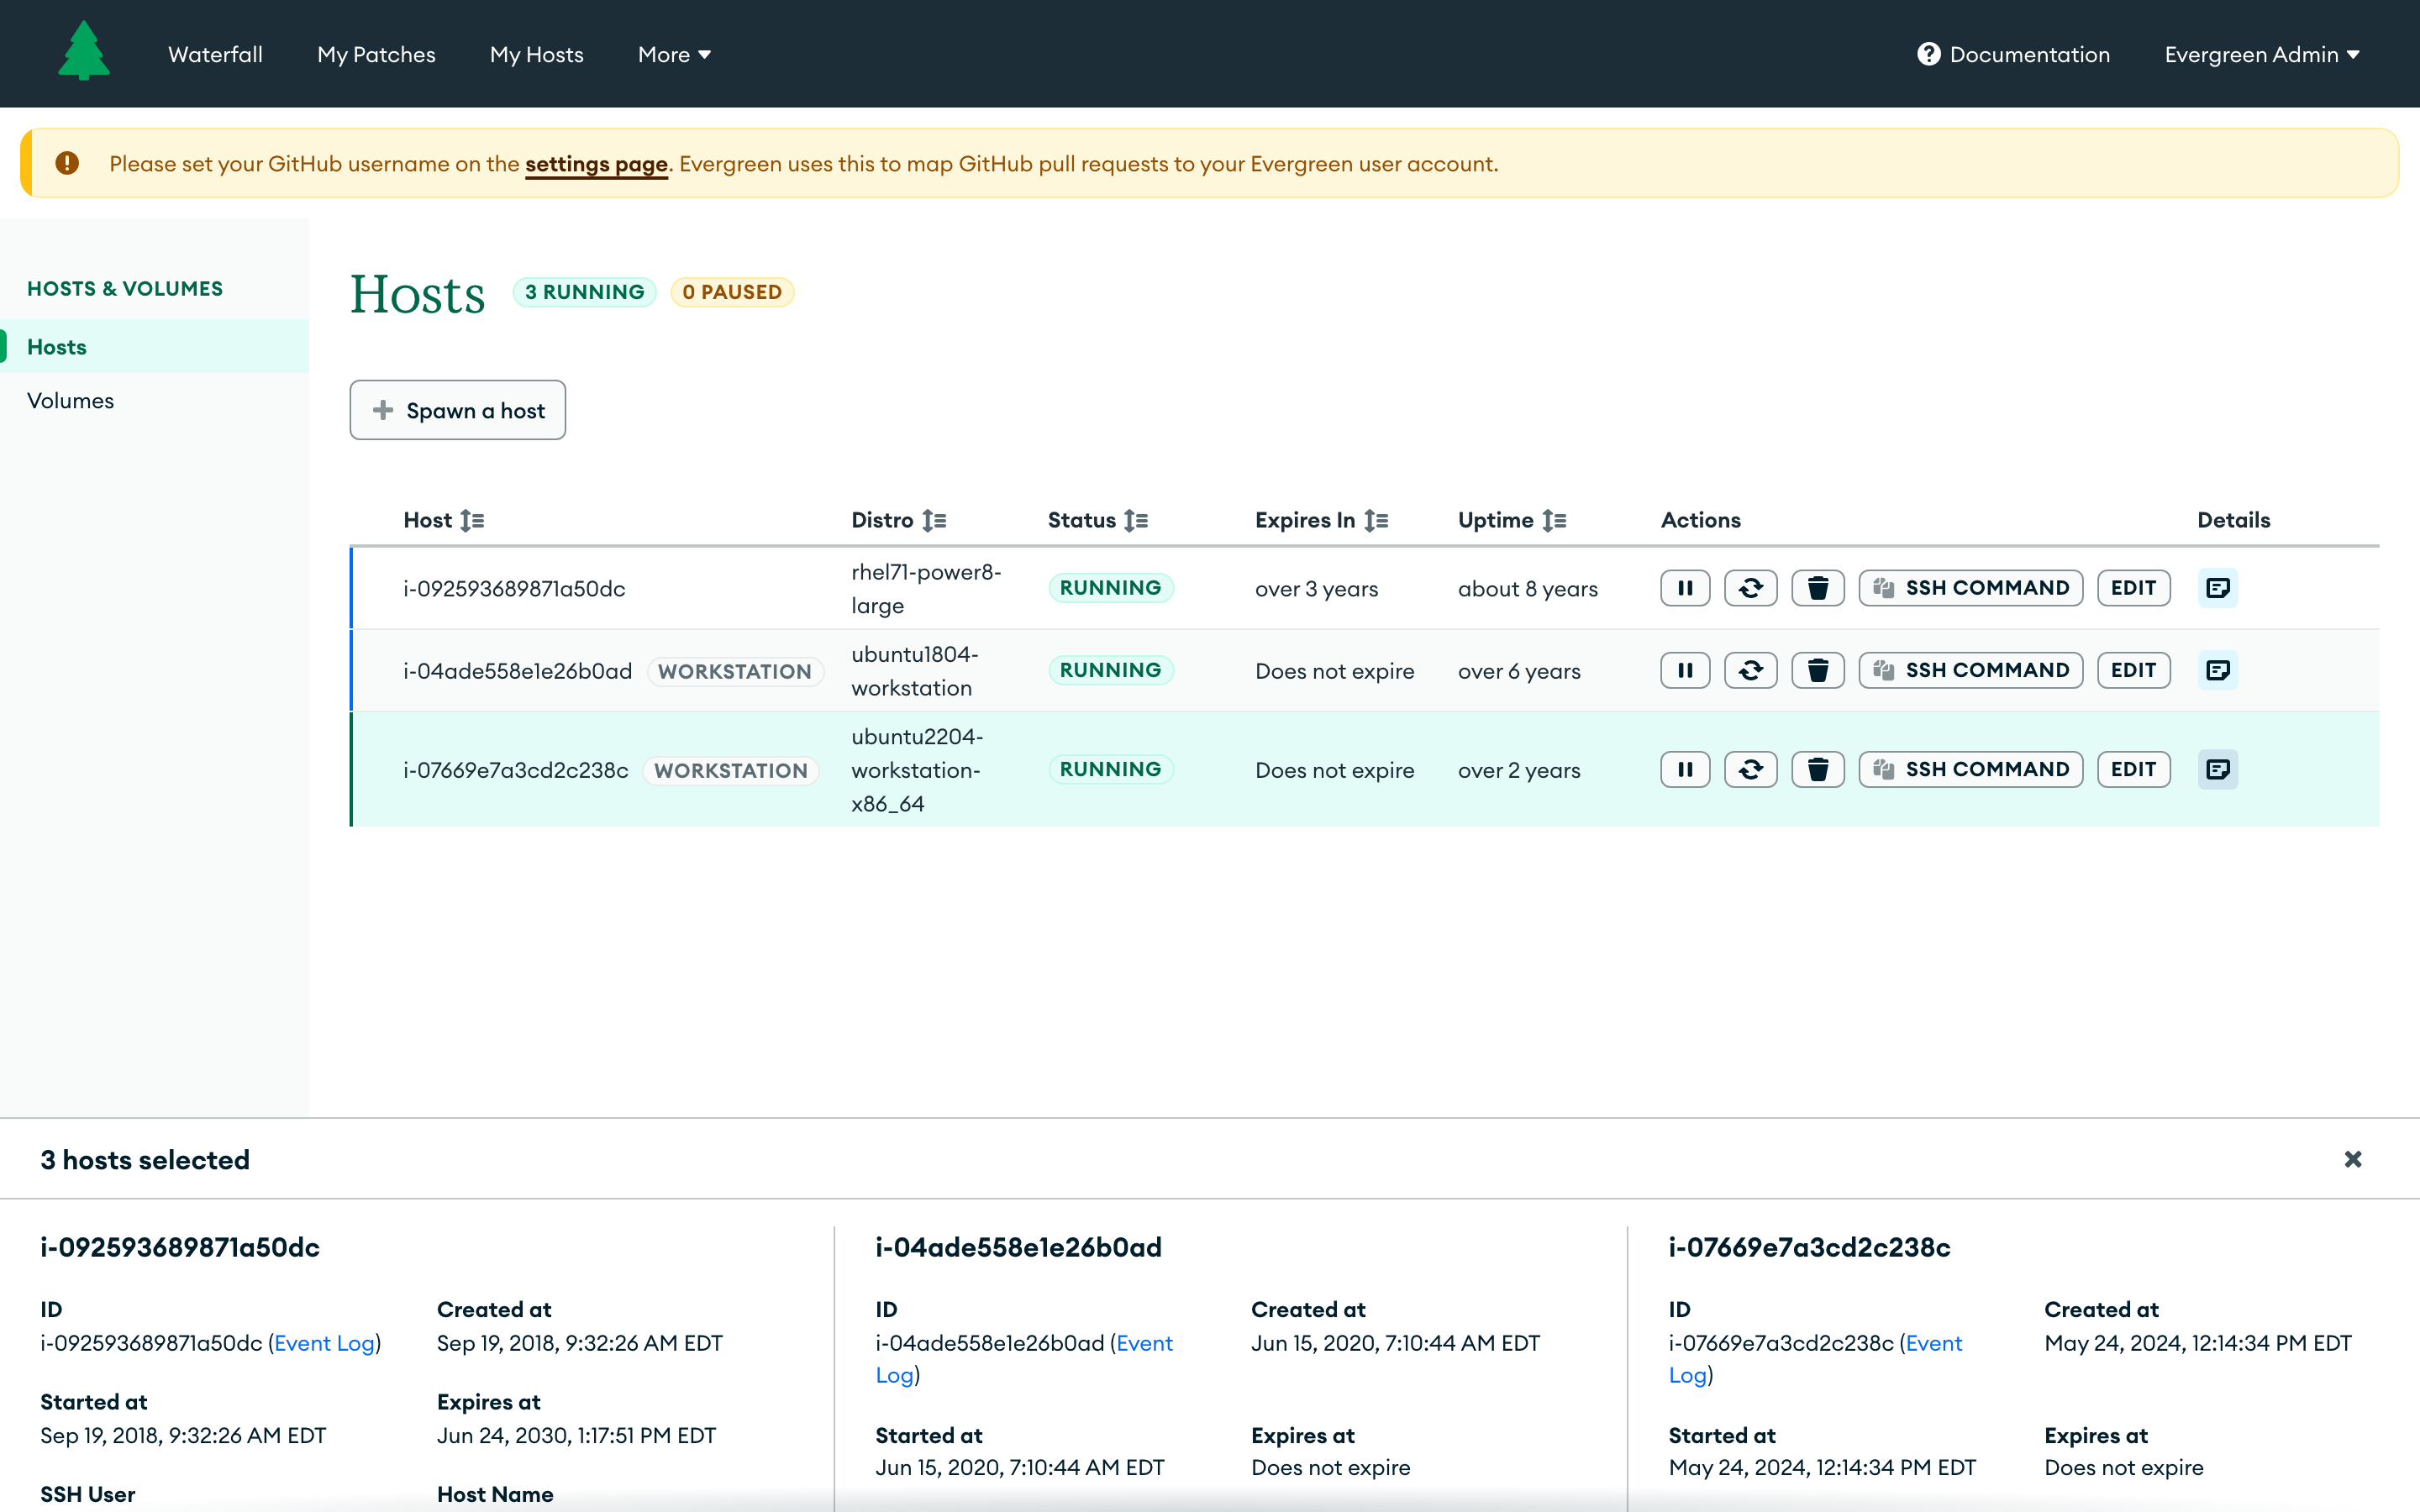 Waterfall My Patches My Hosts More Documentation Evergreen Admin
Please set your GitHub username on the settings page. Evergreen uses this to map GitHub pull requests to your Evergreen user account.
HOSTS & VOLUMES
Hosts
Volumes
Hosts 3 RUNNING 0 PAUSED
Spawn a host
Host Distro Status Expires In Uptime Actions Details
i-092593689871a50dc rhel71-power8-large RUNNING over 3 years about 8 years SSH COMMAND EDIT
i-04ade558e1e26b0ad WORKSTATION ubuntu1804-workstation RUNNING Does not expire over 6 years SSH COMMAND EDIT
i-07669e7a3cd2c238c WORKSTATION ubuntu2204-workstation-x86_64 RUNNING Does not expire over 2 years SSH COMMAND EDIT
3 hosts selected
i-092593689871a50dc
ID
i-092593689871a50dc (Event Log)
Created at
Sep 19, 2018, 9:32:26 AM EDT
Started at
Sep 19, 2018, 9:32:26 AM EDT
Expires at
Jun 24, 2030, 1:17:51 PM EDT
SSH User
Host Name
i-04ade558e1e26b0ad
ID
i-04ade558e1e26b0ad (Event
Log)
Created at
Jun 15, 2020, 7:10:44 AM EDT
Started at
Jun 15, 2020, 7:10:44 AM EDT
Expires at
Does not expire
i-07669e7a3cd2c238c
ID
i-07669e7a3cd2c238c (Event
Log)
Created at
May 24, 2024, 12:14:34 PM EDT
Started at
May 24, 2024, 12:14:34 PM EDT
Expires at
Does not expire